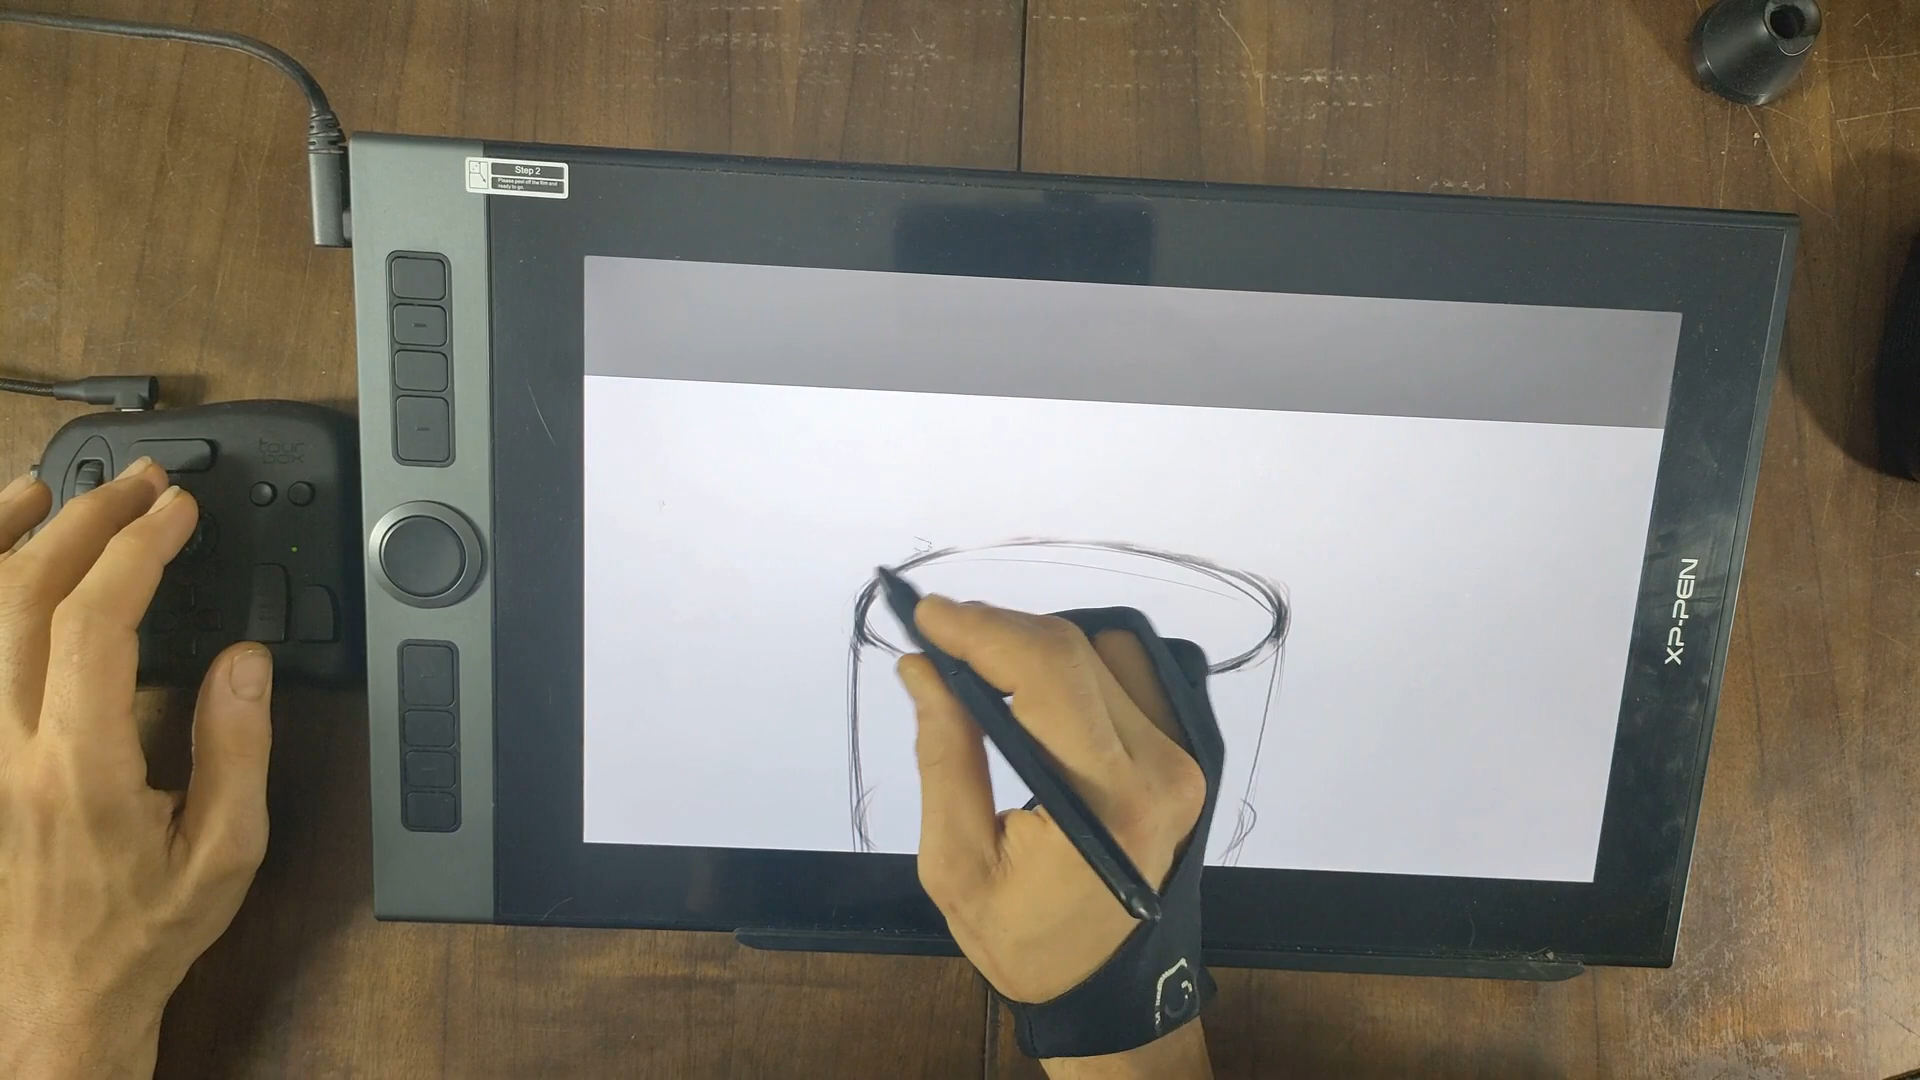 Step 2
Please peel off the film and
ready to go.
tour
box
XP-PEN